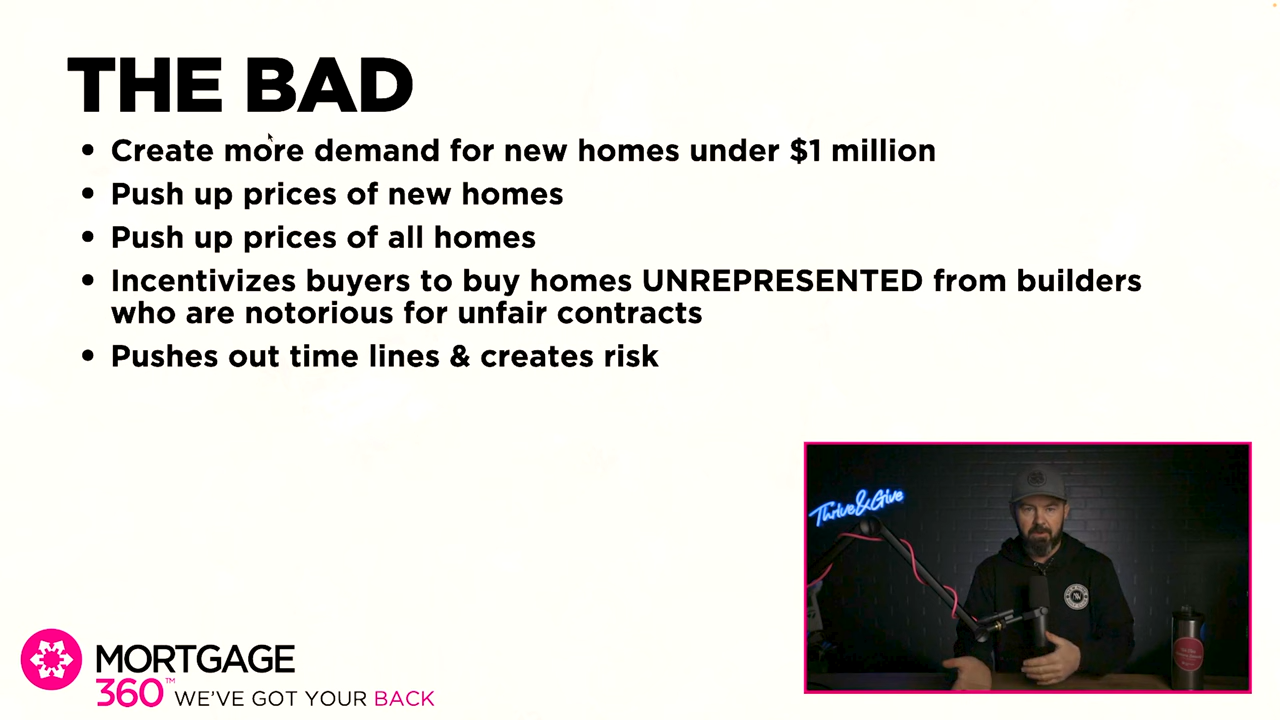 THE BAD
• Create more demand for new homes under $1 million
• Push up prices of new homes
• Push up prices of all homes
• Incentivizes buyers to buy homes UNREPRESENTED from builders
who are notorious for unfair contracts
• Pushes out time lines & creates risk
Thrive&Give
MORTGAGE
360™ WE'VE GOT YOUR BACK